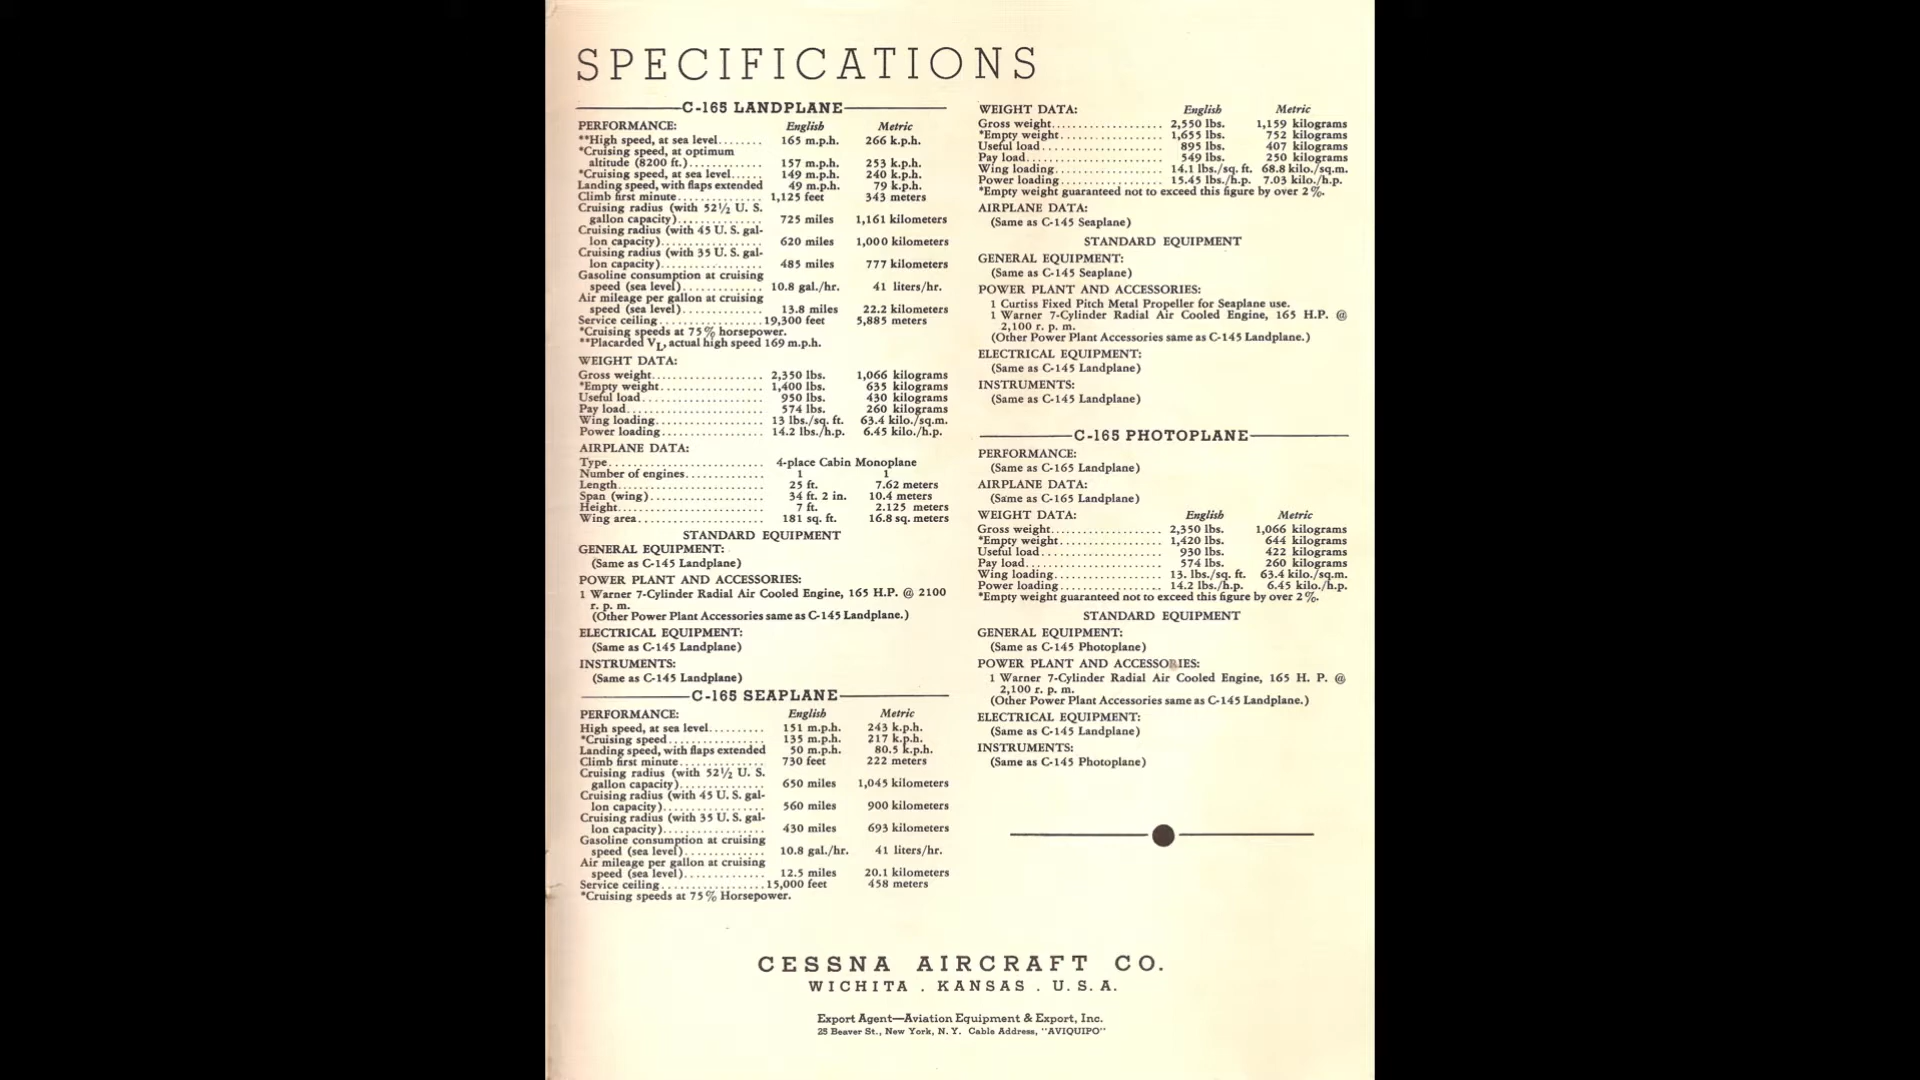 SPECIFICATIONS
C-165 LANDPLANE
PERFORMANCE: English Metric
**High speed, at sea level........ 165 m.p.h. 266 k.p.h.
*Cruising speed, at optimum
altitude (8200 ft.)............. 157 m.p.h. 253 k.p.h.
*Cruising speed, at sea level...... 149 m.p.h. 240 k.p.h.
Landing speed, with flaps extended 49 m.p.h. 79 k.p.h.
Climb first minute............... 1,125 feet 343 meters
Cruising radius (with 52½ U. S.
gallon capacity)............... 725 miles 1,161 kilometers
Cruising radius (with 45 U. S. gal-
lon capacity).................. 620 miles 1,000 kilometers
Cruising radius (with 35 U. S. gal-
lon capacity).................. 485 miles 777 kilometers
Gasoline consumption at cruising
speed (sea level).............. 10.8 gal./hr. 41 liters/hr.
Air mileage per gallon at cruising
speed (sea level).............. 13.8 miles 22.2 kilometers
Service ceiling..................19,300 feet 5,885 meters
*Cruising speeds at 75% horsepower.
**Placarded VL, actual high speed 169 m.p.h.
WEIGHT DATA:
Gross weight.................... 2,350 lbs. 1,066 kilograms
*Empty weight.................. 1,400 lbs. 635 kilograms
Useful load..................... 950 lbs. 430 kilograms
Pay load........................ 574 lbs. 260 kilograms
Wing loading.................... 13 lbs./sq. ft. 63.4 kilo./sq.m.
Power loading................... 14.2 lbs./h.p. 6.45 kilo./h.p.
AIRPLANE DATA:
Type........................... 4-place Cabin Monoplane
Number of engines.............. 1 1
Length......................... 25 ft. 7.62 meters
Span (wing).................... 34 ft. 2 in. 10.4 meters
Height......................... 7 ft. 2.125 meters
Wing area...................... 181 sq. ft. 16.8 sq. meters
STANDARD EQUIPMENT
GENERAL EQUIPMENT:
(Same as C-145 Landplane)
POWER PLANT AND ACCESSORIES:
1 Warner 7-Cylinder Radial Air Cooled Engine, 165 H.P. @ 2100
r. p. m.
(Other Power Plant Accessories same as C-145 Landplane.)
ELECTRICAL EQUIPMENT:
(Same as C-145 Landplane)
INSTRUMENTS:
(Same as C-145 Landplane)
C-165 SEAPLANE
PERFORMANCE: English Metric
High speed, at sea level.......... 151 m.p.h. 243 k.p.h.
*Cruising speed.................. 135 m.p.h. 217 k.p.h.
Landing speed, with flaps extended 50 m.p.h. 80.5 k.p.h.
Climb first minute............... 730 feet 222 meters
Cruising radius (with 52½ U. S.
gallon capacity)............... 650 miles 1,045 kilometers
Cruising radius (with 45 U. S. gal-
lon capacity).................. 560 miles 900 kilometers
Cruising radius (with 35 U. S. gal-
lon capacity).................. 430 miles 693 kilometers
Gasoline consumption at cruising
speed (sea level).............. 10.8 gal./hr. 41 liters/hr.
Air mileage per gallon at cruising
speed (sea level).............. 12.5 miles 20.1 kilometers
Service ceiling..................15,000 feet 458 meters
*Cruising speeds at 75% Horsepower.
WEIGHT DATA: English Metric
Gross weight.................... 2,550 lbs. 1,159 kilograms
*Empty weight.................. 1,655 lbs. 752 kilograms
Useful load..................... 895 lbs. 407 kilograms
Pay load........................ 549 lbs. 250 kilograms
Wing loading.................... 14.1 lbs./sq. ft. 68.8 kilo./sq.m.
Power loading................... 15.45 lbs./h.p. 7.03 kilo./h.p.
*Empty weight guaranteed not to exceed this figure by over 2%.
AIRPLANE DATA:
(Same as C-145 Seaplane)
STANDARD EQUIPMENT
GENERAL EQUIPMENT:
(Same as C-145 Seaplane)
POWER PLANT AND ACCESSORIES:
1 Curtiss Fixed Pitch Metal Propeller for Seaplane use.
1 Warner 7-Cylinder Radial Air Cooled Engine, 165 H.P. @
2,100 r. p. m.
(Other Power Plant Accessories same as C-145 Landplane.)
ELECTRICAL EQUIPMENT:
(Same as C-145 Landplane)
INSTRUMENTS:
(Same as C-145 Landplane)
C-165 PHOTOPLANE
PERFORMANCE:
(Same as C-165 Landplane)
AIRPLANE DATA:
(Same as C-165 Landplane)
WEIGHT DATA: English Metric
Gross weight.................... 2,350 lbs. 1,066 kilograms
*Empty weight.................. 1,420 lbs. 644 kilograms
Useful load..................... 930 lbs. 422 kilograms
Pay load........................ 574 lbs. 260 kilograms
Wing loading.................... 13. lbs./sq. ft. 63.4 kilo./sq.m.
Power loading................... 14.2 lbs./h.p. 6.45 kilo./h.p.
*Empty weight guaranteed not to exceed this figure by over 2%.
STANDARD EQUIPMENT
GENERAL EQUIPMENT:
(Same as C-145 Photoplane)
POWER PLANT AND ACCESSORIES:
1 Warner 7-Cylinder Radial Air Cooled Engine, 165 H. P. @
2,100 r. p. m.
(Other Power Plant Accessories same as C-145 Landplane.)
ELECTRICAL EQUIPMENT:
(Same as C-145 Landplane)
INSTRUMENTS:
(Same as C-145 Photoplane)
CESSNA AIRCRAFT CO.
WICHITA . KANSAS . U. S. A.
Export Agent—Aviation Equipment & Export, Inc.
25 Beaver St., New York, N. Y. Cable Address, "AVIQUIPO"